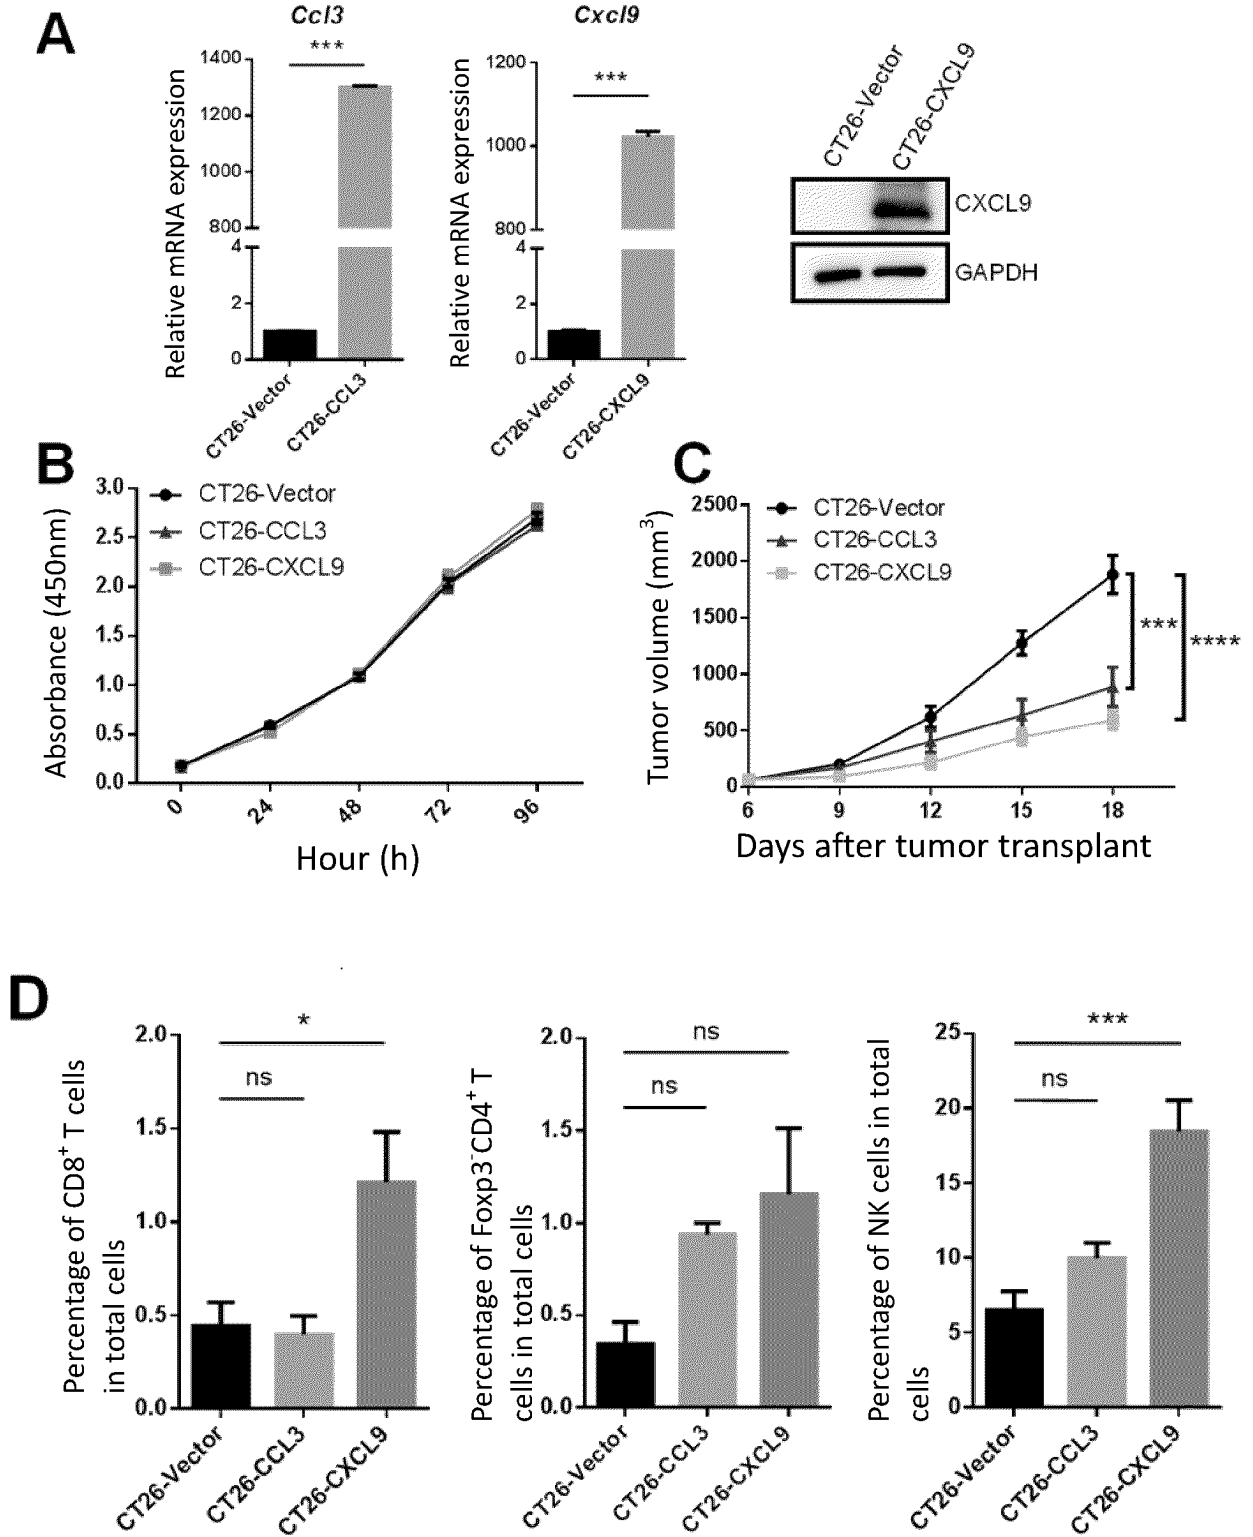 A
Ccl3
***
Relative mRNA expression
1400
1200
1000
800
4
2
0
CT26-Vector
CT26-CCL3
Cxcl9
***
Relative mRNA expression
1200
1000
800
4
2
0
CT26-Vector
CT26-CXCL9
CT26-Vector
CT26-CXCL9
CXCL9
GAPDH
B
CT26-Vector
CT26-CCL3
CT26-CXCL9
Absorbance (450nm)
3.0
2.5
2.0
1.5
1.0
0.5
0.0
0 24 48 72 96
Hour (h)
C
CT26-Vector
CT26-CCL3
CT26-CXCL9
Tumor volume (mm³)
2500
2000
1500
1000
500
0
***
****
6 9 12 15 18
Days after tumor transplant
D
Percentage of CD8⁺ T cells
in total cells
2.0
1.5
1.0
0.5
0.0
*
ns
CT26-Vector
CT26-CCL3
CT26-CXCL9
Percentage of Foxp3⁻CD4⁺ T
cells in total cells
2.0
1.5
1.0
0.5
0.0
ns
ns
CT26-Vector
CT26-CCL3
CT26-CXCL9
Percentage of NK cells in total
cells
25
20
15
10
5
0
***
ns
CT26-Vector
CT26-CCL3
CT26-CXCL9